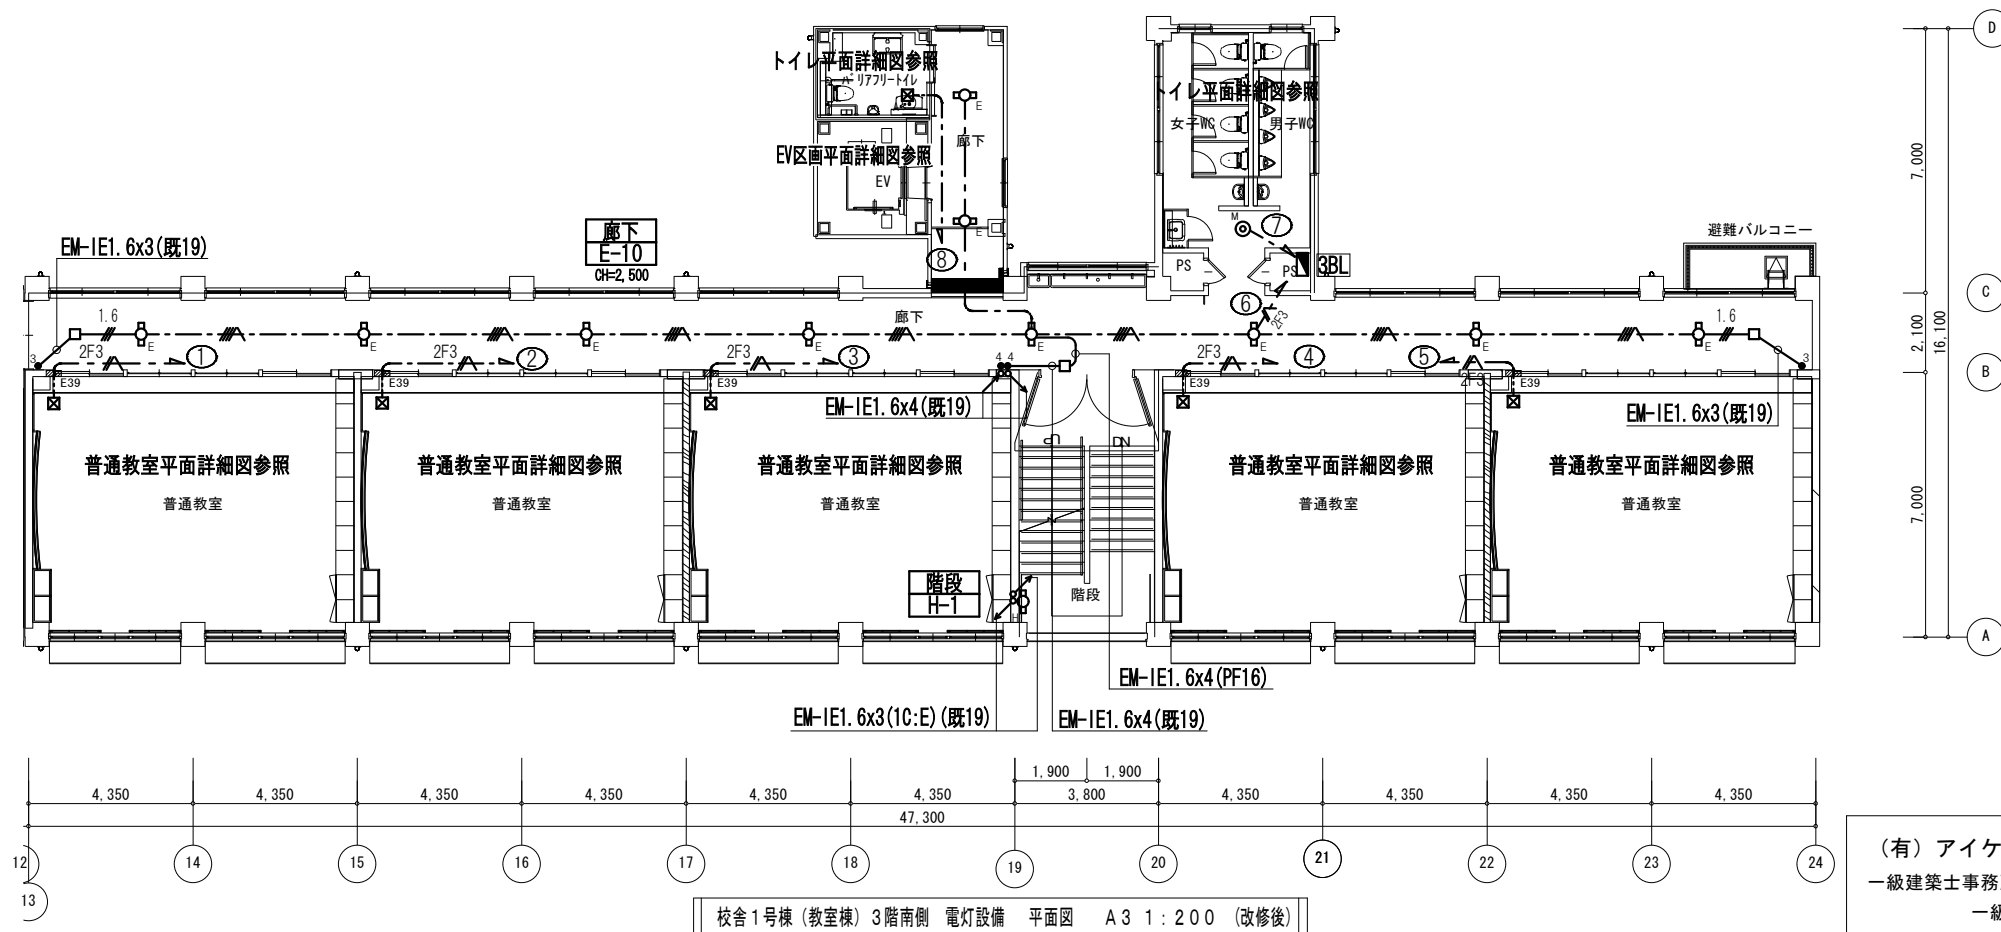 D
トイレ平面詳細図参照
バリアフリートイレ
E
廊下
トイレ平面詳細図参照
女子WC
男子WC
7,000
16,100
EV区画平面詳細図参照
EV
E
M
7
避難バルコニー
廊下
E-10
CH=2,500
EM-IE1.6x3(既19)
8
PS
PS
3BL
C
6
2F3
1.6
廊下
1.6
2,100
E
E
E
E
E
E
E
E
3
2F3
1
2F3
2
2F3
3
4 4
2F3
4
5
2F3
3
B
E39
E39
E39
E39
E39
EM-IE1.6x4(既19)
EM-IE1.6x3(既19)
UP
DN
普通教室平面詳細図参照
普通教室平面詳細図参照
普通教室平面詳細図参照
普通教室平面詳細図参照
普通教室平面詳細図参照
普通教室
普通教室
普通教室
普通教室
普通教室
7,000
階段
H-1
階段
H
A
EM-IE1.6x4(PF16)
EM-IE1.6x3(1C:E)(既19)
EM-IE1.6x4(既19)
1,900
1,900
4,350
4,350
4,350
4,350
4,350
4,350
3,800
4,350
4,350
4,350
4,350
47,300
12
14
15
16
17
18
19
20
21
22
23
24
13
(有) アイケ
一級建築士事務
一級
校舎1号棟(教室棟)3階南側 電灯設備 平面図 A3 1:200 (改修後)